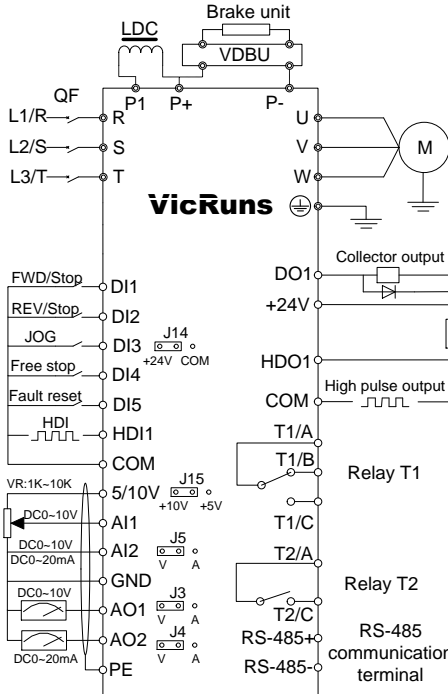 Brake unit
LDC
VDBU
QF
P1
P+
P-
L1/R
R
U
L2/S
S
V
M
L3/T
T
W
VicRuns
Collector output
FWD/Stop
DI1
DO1
REV/Stop
DI2
+24V
JOG
DI3
J14
+24V COM
Free stop
DI4
HDO1
Fault reset
DI5
High pulse output
COM
HDI
HDI1
T1/A
COM
T1/B
Relay T1
VR:1K~10K
5/10V
J15
+10V +5V
DC0~10V
AI1
T1/C
DC0~10V
DC0~20mA
AI2
J5
V A
T2/A
GND
Relay T2
DC0~10V
AO1
J3
V A
T2/C
AO2
J4
V A
DC0~20mA
RS-485+
RS-485
communication
terminal
PE
RS-485-